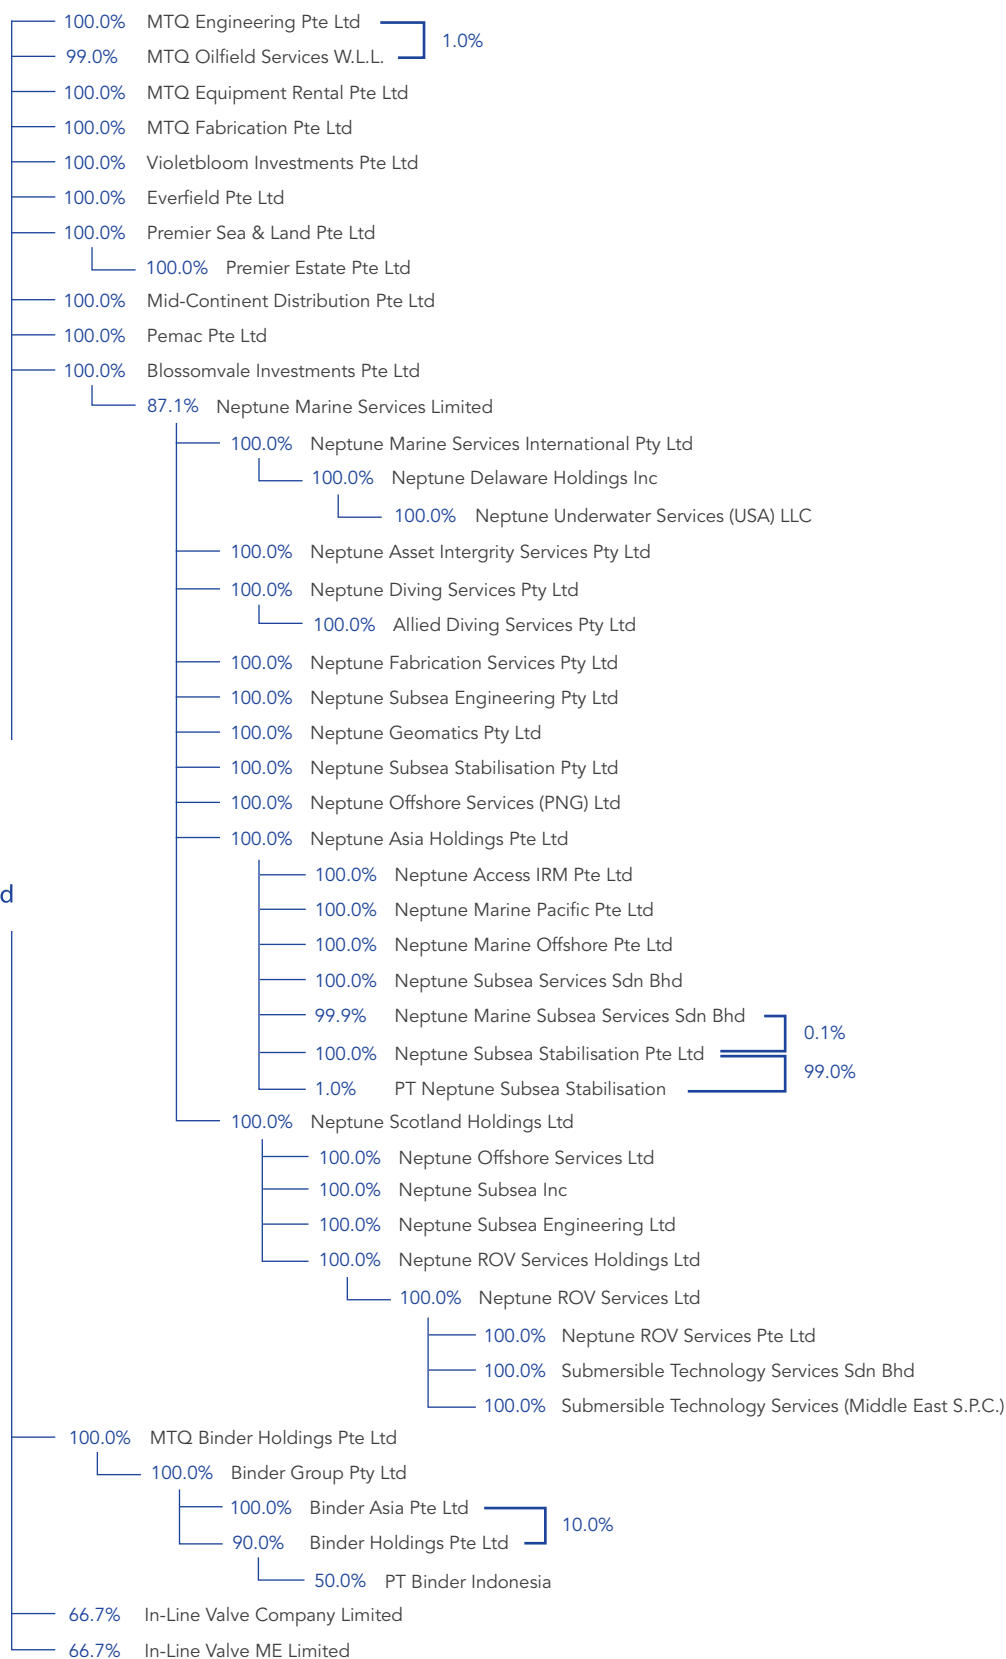 100.0% MTQ Engineering Pte Ltd
1.0%
99.0% MTQ Oilfield Services W.L.L.
100.0% MTQ Equipment Rental Pte Ltd
100.0% MTQ Fabrication Pte Ltd
100.0% Violetbloom Investments Pte Ltd
100.0% Everfield Pte Ltd
100.0% Premier Sea & Land Pte Ltd
100.0% Premier Estate Pte Ltd
100.0% Mid-Continent Distribution Pte Ltd
100.0% Pemac Pte Ltd
100.0% Blossomvale Investments Pte Ltd
87.1% Neptune Marine Services Limited
100.0% Neptune Marine Services International Pty Ltd
100.0% Neptune Delaware Holdings Inc
100.0% Neptune Underwater Services (USA) LLC
100.0% Neptune Asset Intergrity Services Pty Ltd
100.0% Neptune Diving Services Pty Ltd
100.0% Allied Diving Services Pty Ltd
100.0% Neptune Fabrication Services Pty Ltd
100.0% Neptune Subsea Engineering Pty Ltd
100.0% Neptune Geomatics Pty Ltd
100.0% Neptune Subsea Stabilisation Pty Ltd
100.0% Neptune Offshore Services (PNG) Ltd
100.0% Neptune Asia Holdings Pte Ltd
100.0% Neptune Access IRM Pte Ltd
d
100.0% Neptune Marine Pacific Pte Ltd
100.0% Neptune Marine Offshore Pte Ltd
100.0% Neptune Subsea Services Sdn Bhd
99.9% Neptune Marine Subsea Services Sdn Bhd
0.1%
100.0% Neptune Subsea Stabilisation Pte Ltd
99.0%
1.0% PT Neptune Subsea Stabilisation
100.0% Neptune Scotland Holdings Ltd
100.0% Neptune Offshore Services Ltd
100.0% Neptune Subsea Inc
100.0% Neptune Subsea Engineering Ltd
100.0% Neptune ROV Services Holdings Ltd
100.0% Neptune ROV Services Ltd
100.0% Neptune ROV Services Pte Ltd
100.0% Submersible Technology Services Sdn Bhd
100.0% Submersible Technology Services (Middle East S.P.C.)
100.0% MTQ Binder Holdings Pte Ltd
100.0% Binder Group Pty Ltd
100.0% Binder Asia Pte Ltd
10.0%
90.0% Binder Holdings Pte Ltd
50.0% PT Binder Indonesia
66.7% In-Line Valve Company Limited
66.7% In-Line Valve ME Limited